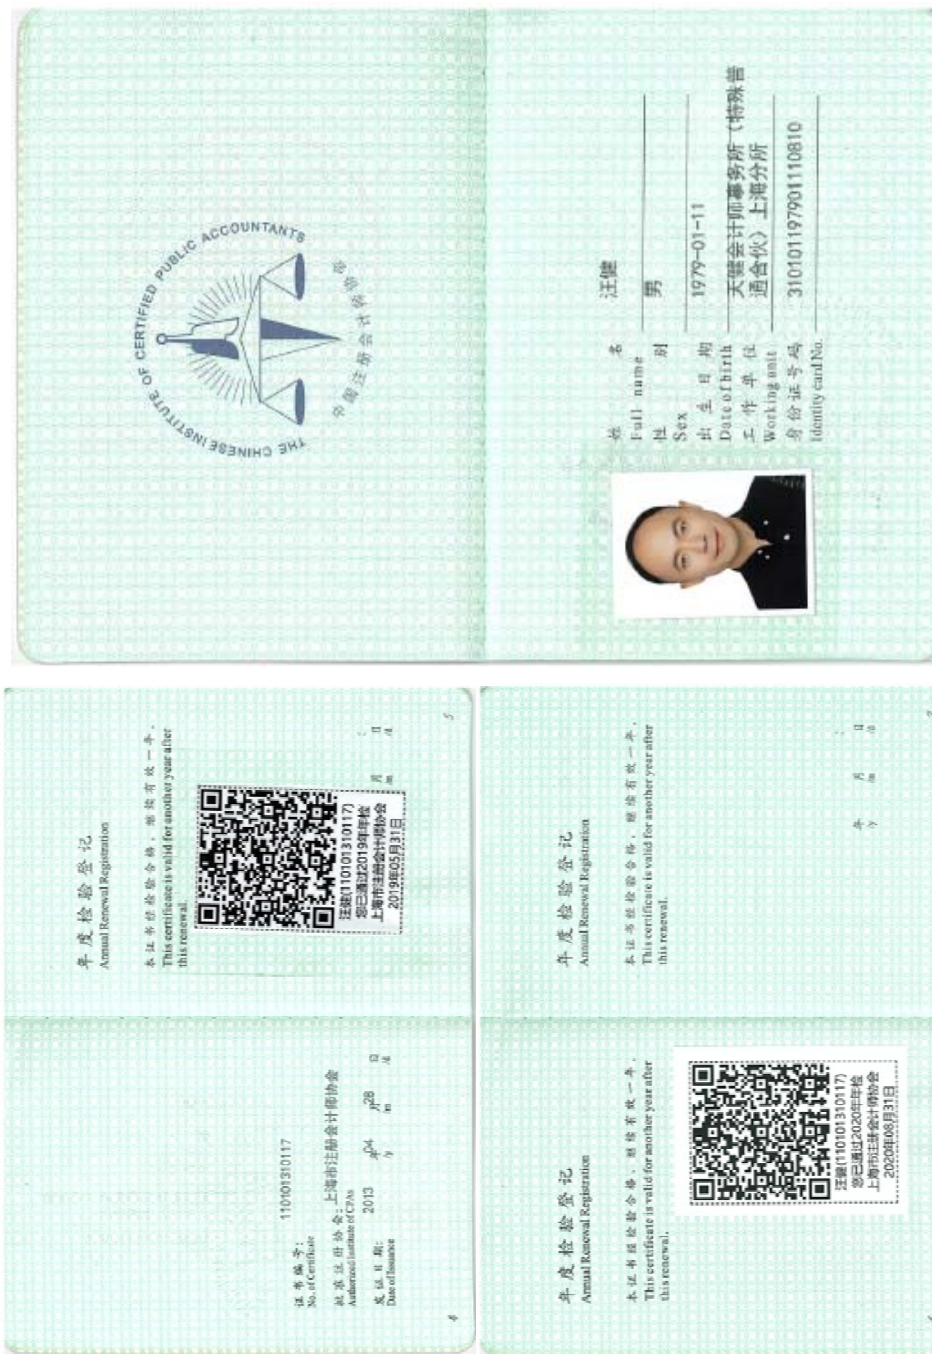 THE CHINESE INSTITUTE OF CERTIFIED PUBLIC ACCOUNTANTS
中国注册会计师协会
姓 名 汪健
Full name
性 别 男
Sex
出生日期 1979-01-11
Date of birth
工作单位 天健会计师事务所（特殊普
通合伙）上海分所
Working unit
身份证号码 310101197901110810
Identity card No.
证书编号： 110101310117
No. of Certificate
批准注册协会：上海市注册会计师协会
Authorized Institute of CPAs
发证日期： 2013 年 04 月 28 日
Date of Issuance /y /m /d
4
年度检验登记
Annual Renewal Registration
本证书经检验合格，继续有效一年。
This certificate is valid for another year after
this renewal.
汪健(110101310117)
您已通过2019年年检
上海市注册会计师协会
2019年05月31日
月 日
/m /d
5
年度检验登记
Annual Renewal Registration
本证书经检验合格，继续有效一年。
This certificate is valid for another year after
this renewal.
汪健(110101310117)
您已通过2020年年检
上海市注册会计师协会
2020年08月31日
年度检验登记
Annual Renewal Registration
本证书经检验合格，继续有效一年。
This certificate is valid for another year after
this renewal.
年 月 日
/y /m /d